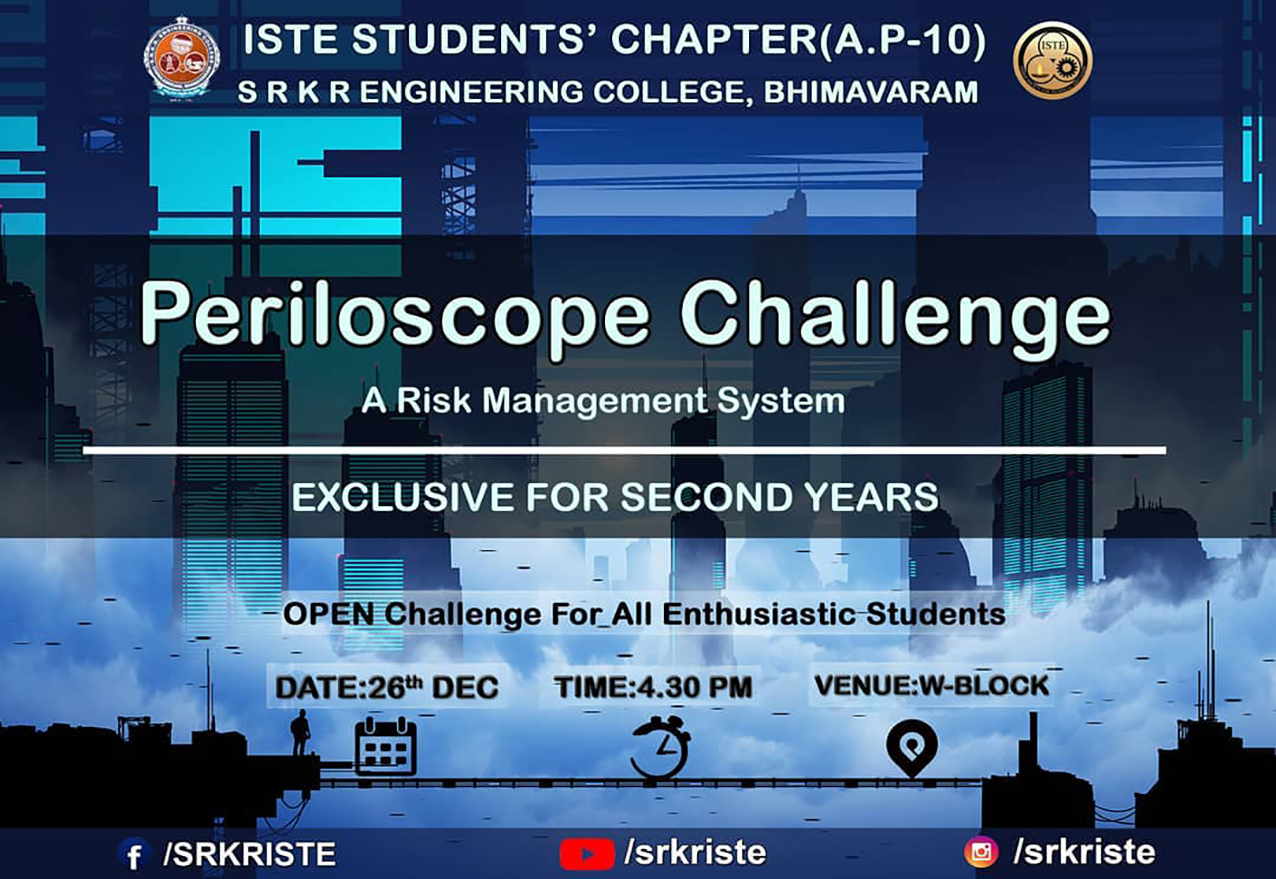 ISTE STUDENTS' CHAPTER(A.P-10)
ISTE
S R K R ENGINEERING COLLEGE, BHIMAVARAM
Periloscope Challenge
A Risk Management System
EXCLUSIVE FOR SECOND YEARS
OPEN Challenge For All Enthusiastic Students
DATE:26th DEC
TIME:4.30 PM
VENUE:W-BLOCK
/SRKRISTE
/srkriste
/srkriste